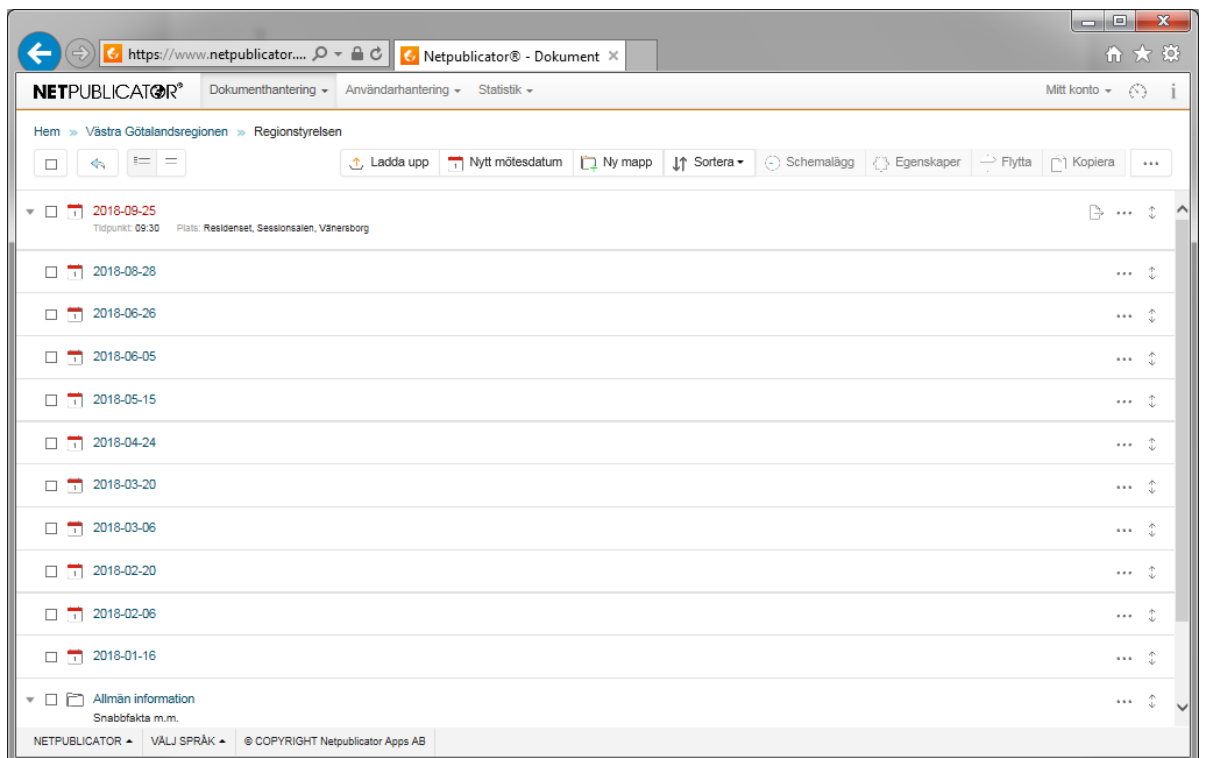 https://www.netpublicator.... Netpublicator® - Dokument
NETPUBLICATOR® Dokumenthantering Användarhantering Statistik Mitt konto i
Hem » Västra Götalandsregionen » Regionstyrelsen
Ladda upp Nytt mötesdatum Ny mapp Sortera Schemalägg Egenskaper Flytta Kopiera ...
2018-09-25
Tidpunkt: 09:30 Plats: Residenset, Sessionsalen, Vänersborg
2018-08-28
2018-06-26
2018-06-05
2018-05-15
2018-04-24
2018-03-20
2018-03-06
2018-02-20
2018-02-06
2018-01-16
Allmän information
Snabbfakta m.m.
NETPUBLICATOR VÄLJ SPRÅK © COPYRIGHT Netpublicator Apps AB